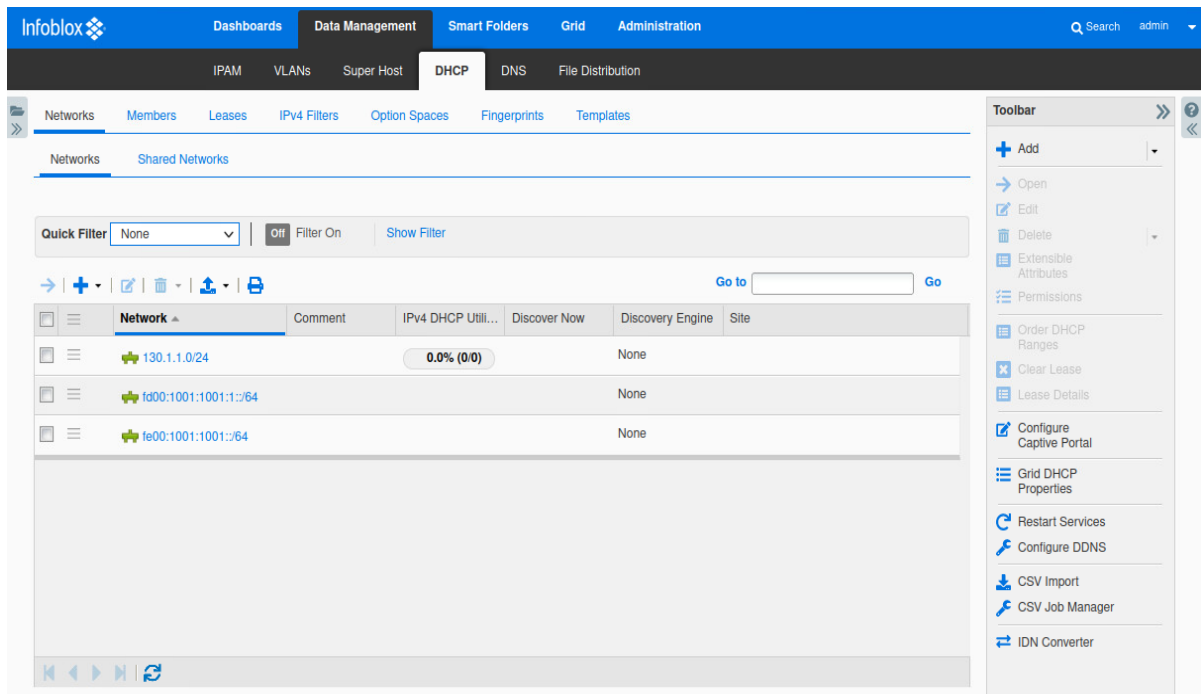 Infoblox Dashboards Data Management Smart Folders Grid Administration Search admin
IPAM VLANs Super Host DHCP DNS File Distribution
Networks Members Leases IPv4 Filters Option Spaces Fingerprints Templates
Networks Shared Networks
Quick Filter None Off Filter On Show Filter
Go to Go
Network Comment IPv4 DHCP Utili... Discover Now Discovery Engine Site
130.1.1.0/24 0.0% (0/0) None
fd00:1001:1001:1::/64 None
fe00:1001:1001::/64 None
Toolbar
Add
Open
Edit
Delete
Extensible
Attributes
Permissions
Order DHCP
Ranges
Clear Lease
Lease Details
Configure
Captive Portal
Grid DHCP
Properties
Restart Services
Configure DDNS
CSV Import
CSV Job Manager
IDN Converter